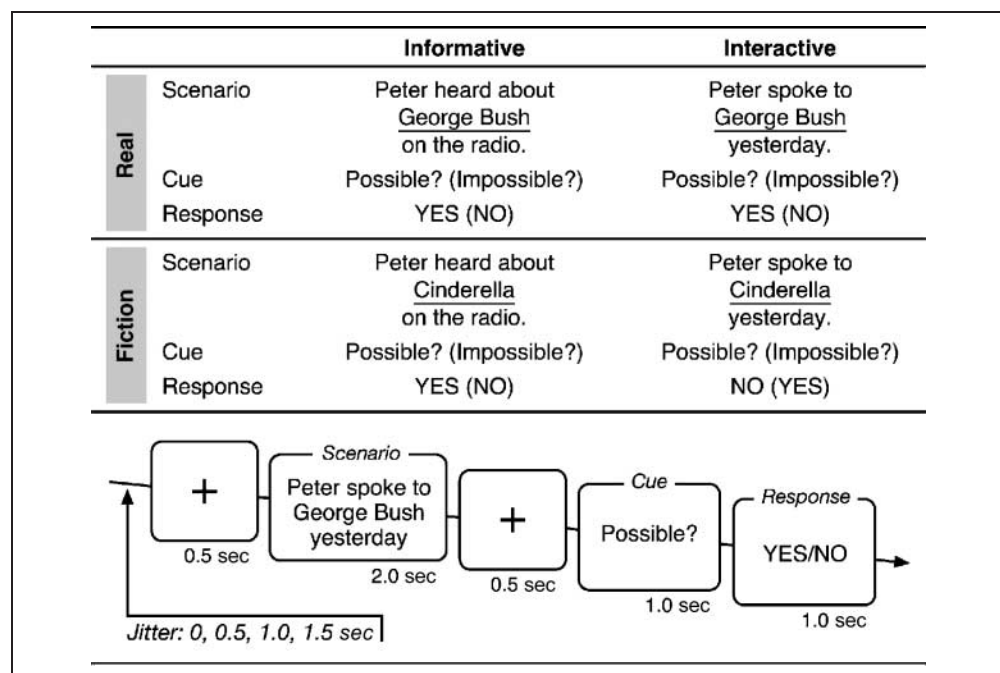 Informative Interactive
Real
Scenario Peter heard about Peter spoke to
George Bush George Bush
on the radio. yesterday.
Cue Possible? (Impossible?) Possible? (Impossible?)
Response YES (NO) YES (NO)
Fiction
Scenario Peter heard about Peter spoke to
Cinderella Cinderella
on the radio. yesterday.
Cue Possible? (Impossible?) Possible? (Impossible?)
Response YES (NO) NO (YES)
+
0.5 sec
Scenario
Peter spoke to
George Bush
yesterday
2.0 sec
+
0.5 sec
Cue
Possible?
1.0 sec
Response
YES/NO
1.0 sec
Jitter: 0, 0.5, 1.0, 1.5 sec